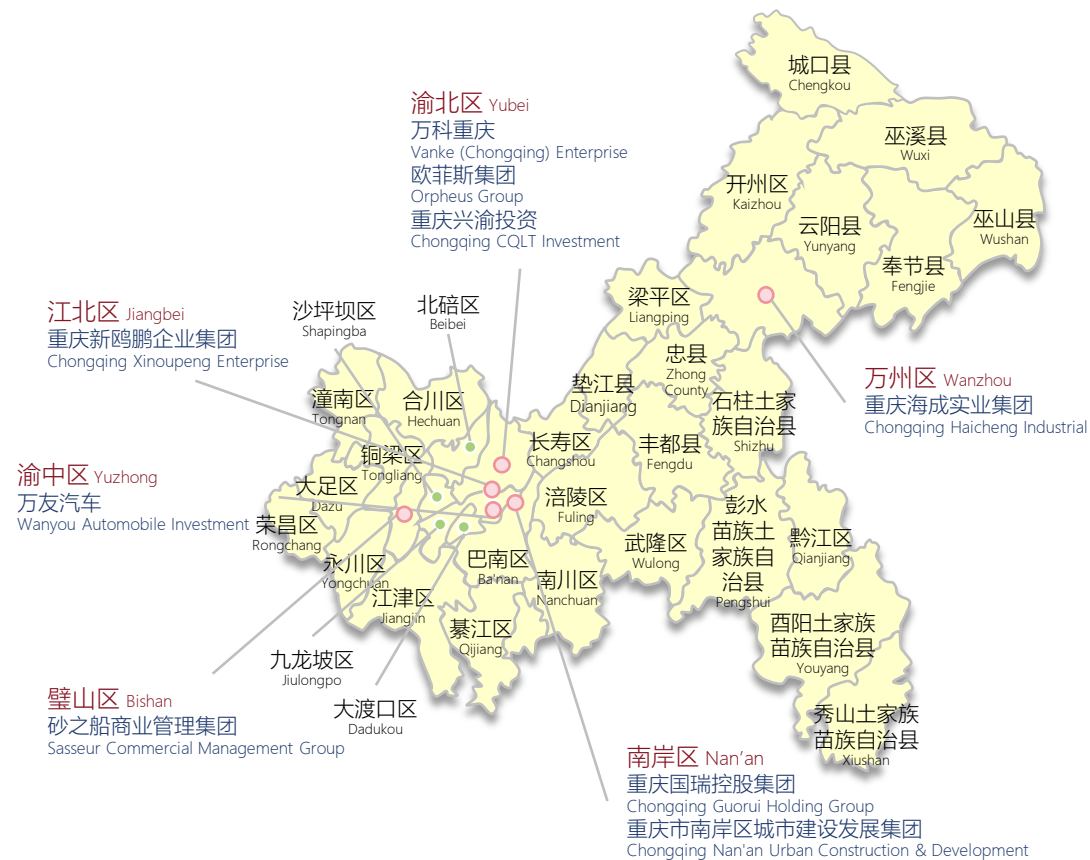 城口县
Chengkou
渝北区 Yubei
万科重庆
Vanke (Chongqing) Enterprise
欧菲斯集团
Orpheus Group
重庆兴渝投资
Chongqing CQLT Investment
巫溪县
Wuxi
开州区
Kaizhou
云阳县
Yunyang
巫山县
Wushan
奉节县
Fengjie
梁平区
Liangping
江北区 Jiangbei
重庆新鸥鹏企业集团
Chongqing Xinoupeng Enterprise
沙坪坝区
Shapingba
北碚区
Beibei
忠县
Zhong
County
万州区 Wanzhou
重庆海成实业集团
Chongqing Haicheng Industrial
垫江县
Dianjiang
石柱土家
族自治县
Shizhu
潼南区
Tongnan
合川区
Hechuan
长寿区
Changshou
丰都县
Fengdu
铜梁区
Tongliang
渝中区 Yuzhong
万友汽车
Wanyou Automobile Investment
大足区
Dazu
涪陵区
Fuling
彭水
苗族土
家族自
治县
Pengshui
荣昌区
Rongchang
武隆区
Wulong
黔江区
Qianjiang
永川区
Yongchuan
巴南区
Ba'nan
南川区
Nanchuan
江津区
Jiangjin
綦江区
Qijiang
酉阳土家族
苗族自治县
Youyang
九龙坡区
Jiulongpo
大渡口区
Dadukou
璧山区 Bishan
砂之船商业管理集团
Sasseur Commercial Management Group
秀山土家族
苗族自治县
Xiushan
南岸区 Nan’an
重庆国瑞控股集团
Chongqing Guorui Holding Group
重庆市南岸区城市建设发展集团
Chongqing Nan'an Urban Construction & Development